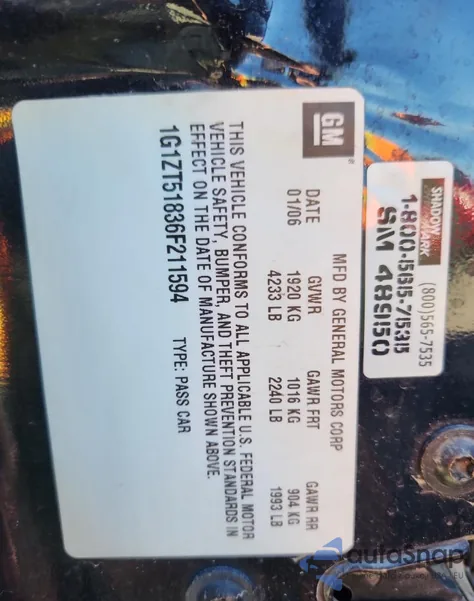 GM
MFD BY GENERAL MOTORS CORP
DATE GVWR GAWR FRT GAWR RR
01/06 1920 KG 1016 KG 904 KG
4233 LB 2240 LB 1993 LB
THIS VEHICLE CONFORMS TO ALL APPLICABLE U.S. FEDERAL MOTOR
VEHICLE SAFETY, BUMPER, AND THEFT PREVENTION STANDARDS IN
EFFECT ON THE DATE OF MANUFACTURE SHOWN ABOVE.
1G1ZT51836F211594 TYPE: PASS CAR
SHADOW MARK (800)565-7535
1-800-565-7535
SM 489950
autoSnap